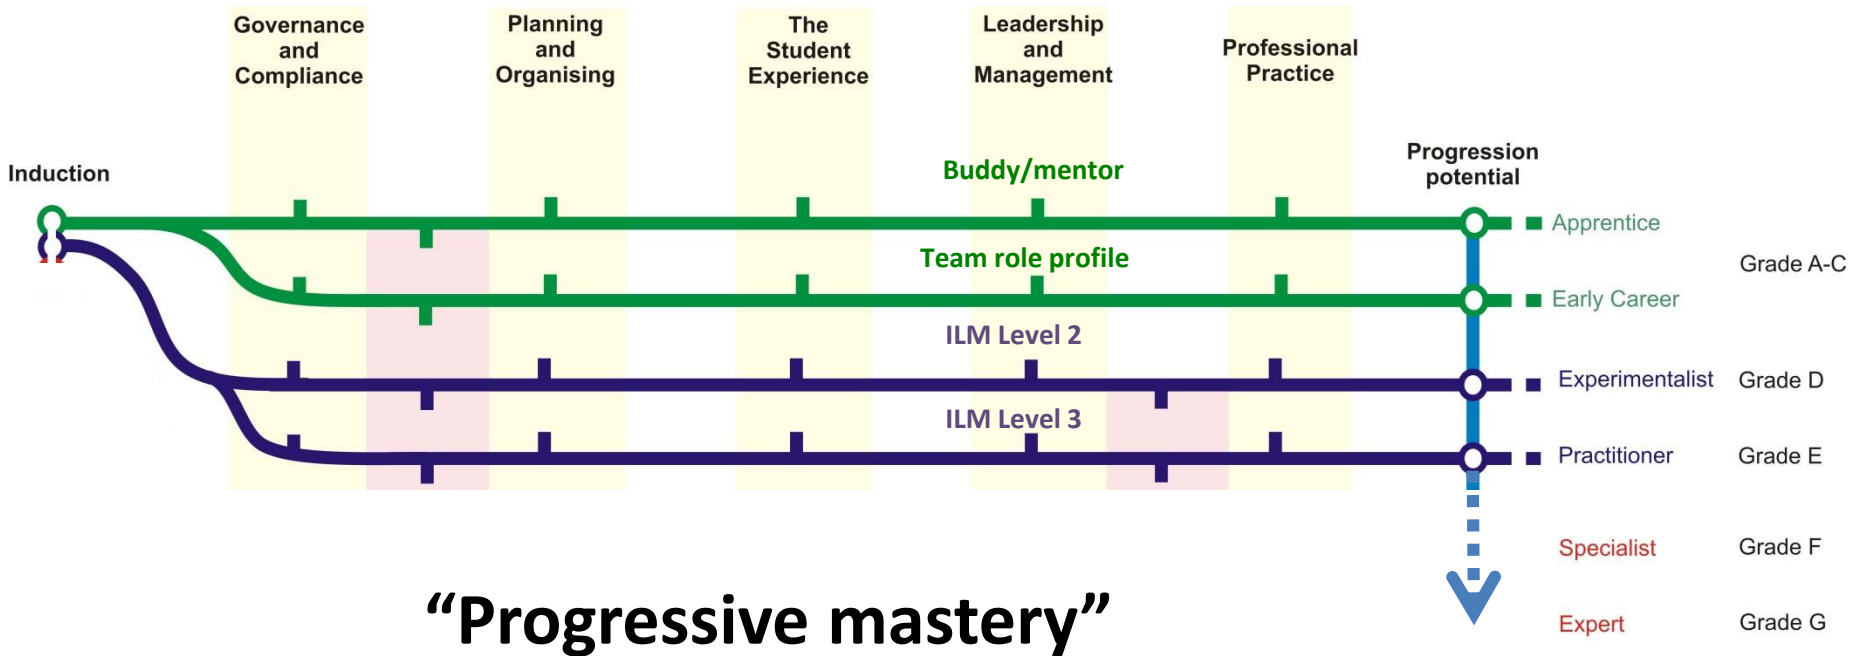 Governance
and
Compliance
Planning
and
Organising
The
Student
Experience
Leadership
and
Management
Professional
Practice
Induction
Progression
potential
Buddy/mentor
Apprentice
Team role profile
Grade A-C
Early Career
ILM Level 2
Experimentalist
Grade D
ILM Level 3
Practitioner
Grade E
Specialist
Grade F
“Progressive mastery”
Expert
Grade G